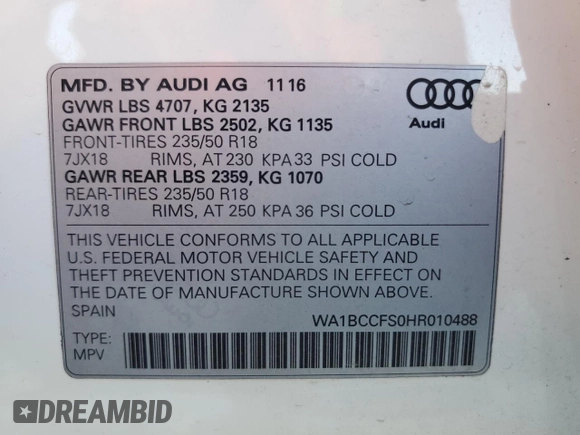 MFD. BY AUDI AG 11 16
GVWR LBS 4707, KG 2135
GAWR FRONT LBS 2502, KG 1135
FRONT-TIRES 235/50 R18
7JX18 RIMS, AT 230 KPA 33 PSI COLD
GAWR REAR LBS 2359, KG 1070
REAR-TIRES 235/50 R18
7JX18 RIMS, AT 250 KPA 36 PSI COLD
Audi
THIS VEHICLE CONFORMS TO ALL APPLICABLE
U.S. FEDERAL MOTOR VEHICLE SAFETY AND
THEFT PREVENTION STANDARDS IN EFFECT ON
THE DATE OF MANUFACTURE SHOWN ABOVE.
SPAIN WA1BCCFS0HR010488
TYPE:
MPV
DREAMBID